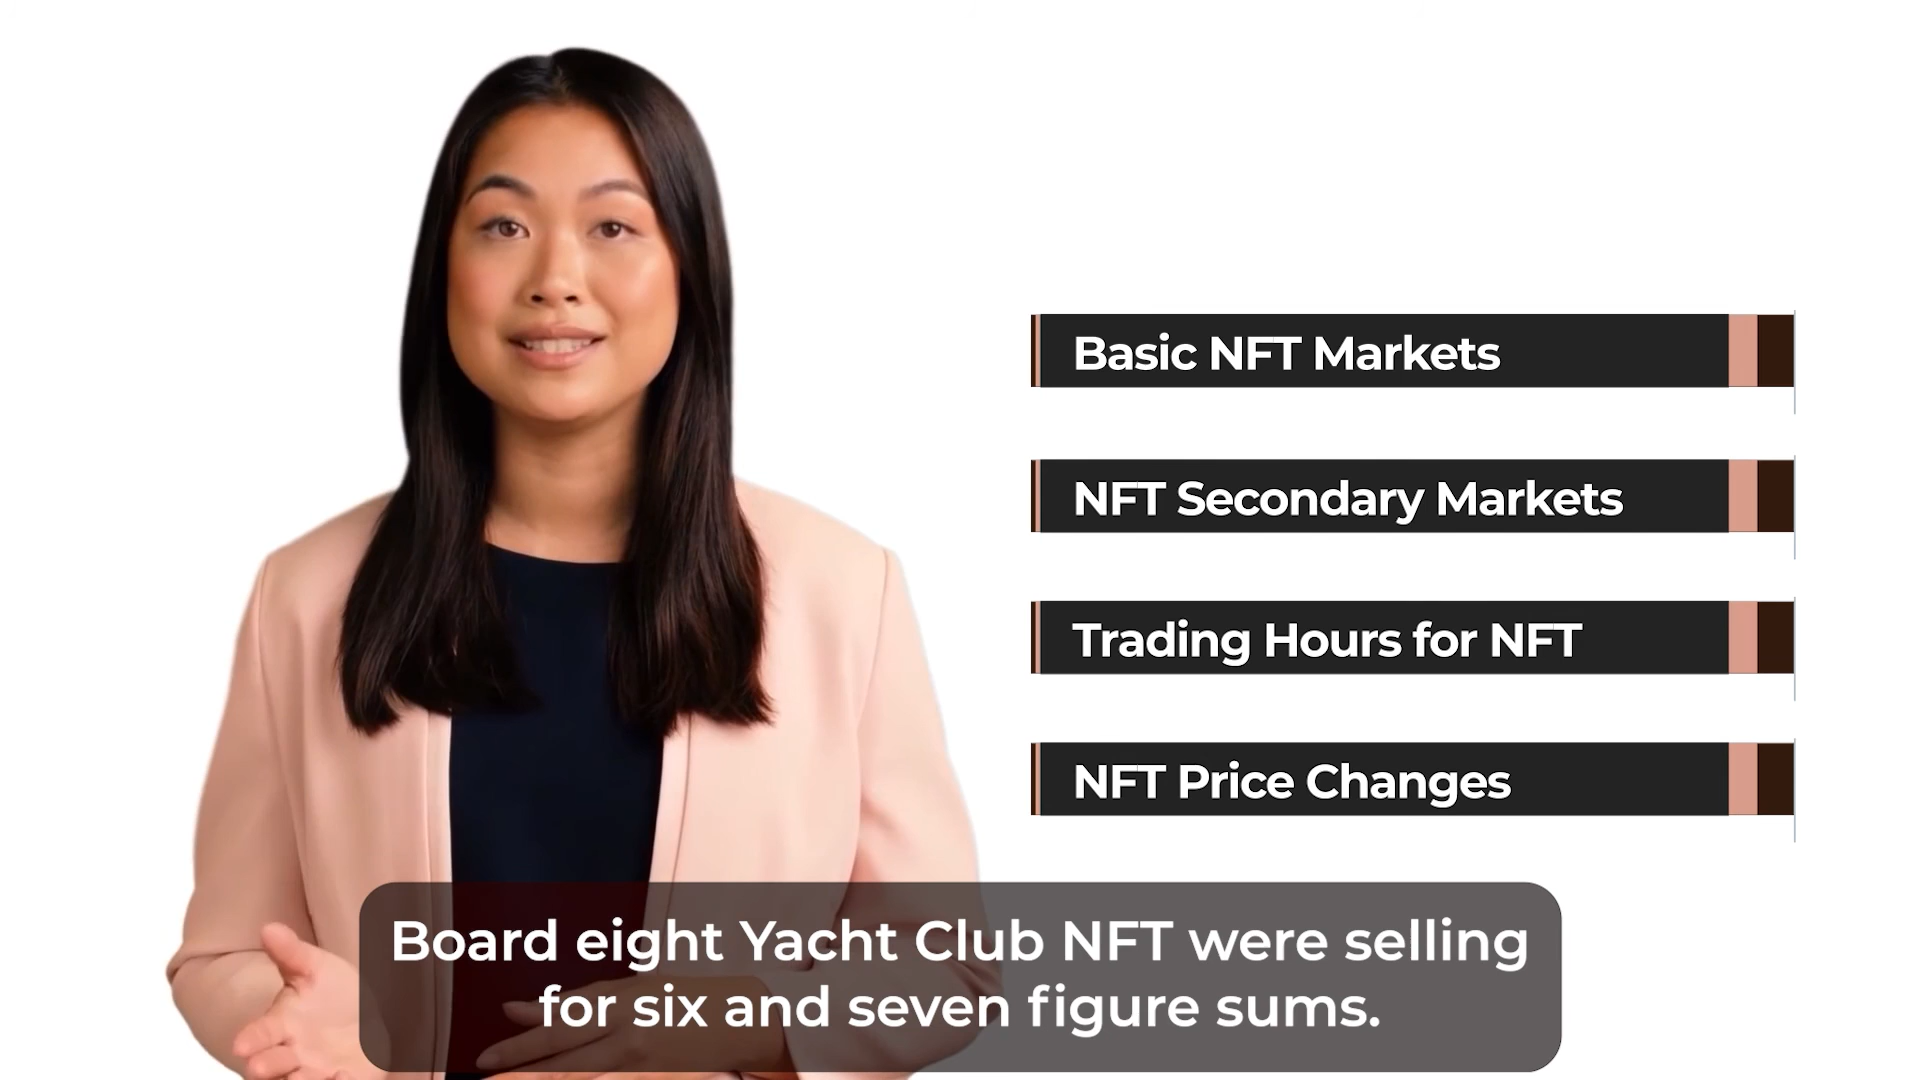 Basic NFT Markets
NFT Secondary Markets
Trading Hours for NFT
NFT Price Changes
Board eight Yacht Club NFT were selling
for six and seven figure sums.